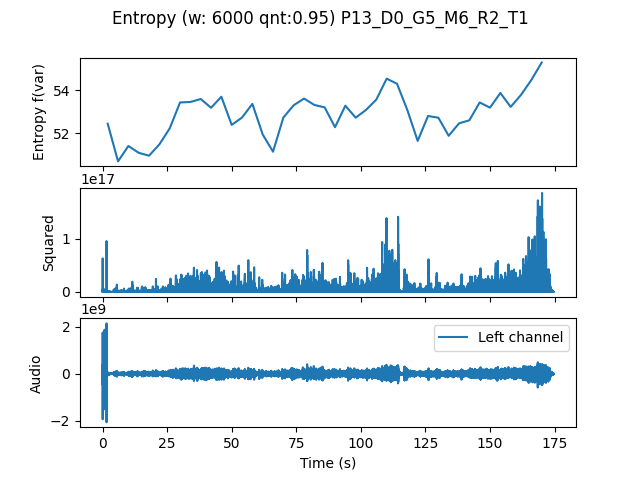 Entropy (w: 6000 qnt:0.95) P13_D0_G5_M6_R2_T1
54
52
Entropy f(var)
1e17
1
0
Squared
1e9
2
0
−2
Audio
Left channel
0 25 50 75 100 125 150 175
Time (s)